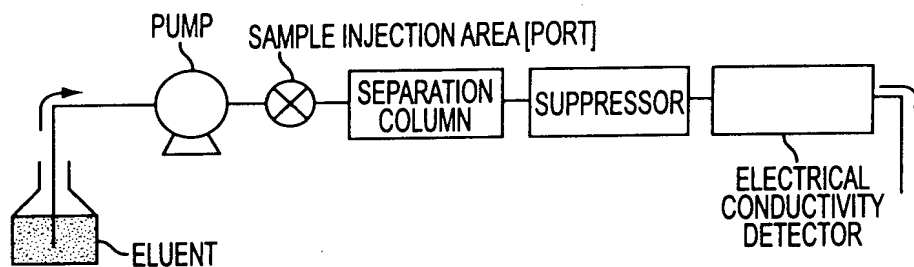 PUMP
SAMPLE INJECTION AREA [PORT]
SEPARATION
COLUMN
SUPPRESSOR
ELECTRICAL
CONDUCTIVITY
DETECTOR
ELUENT